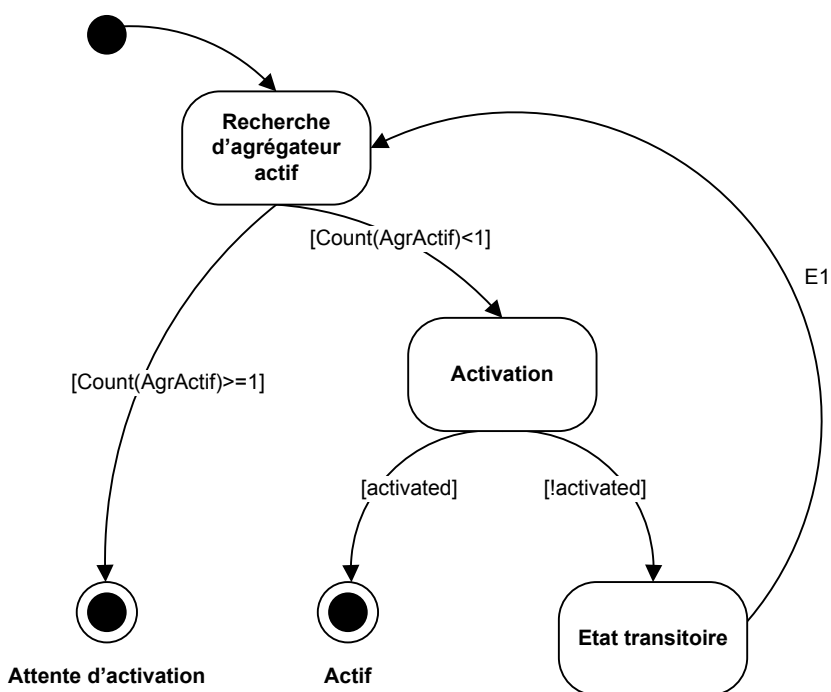 Recherche
d’agrégateur
actif
[Count(AgrActif)<1]
E1
[Count(AgrActif)>=1]
Activation
[activated]
[!activated]
Etat transitoire
Attente d’activation
Actif